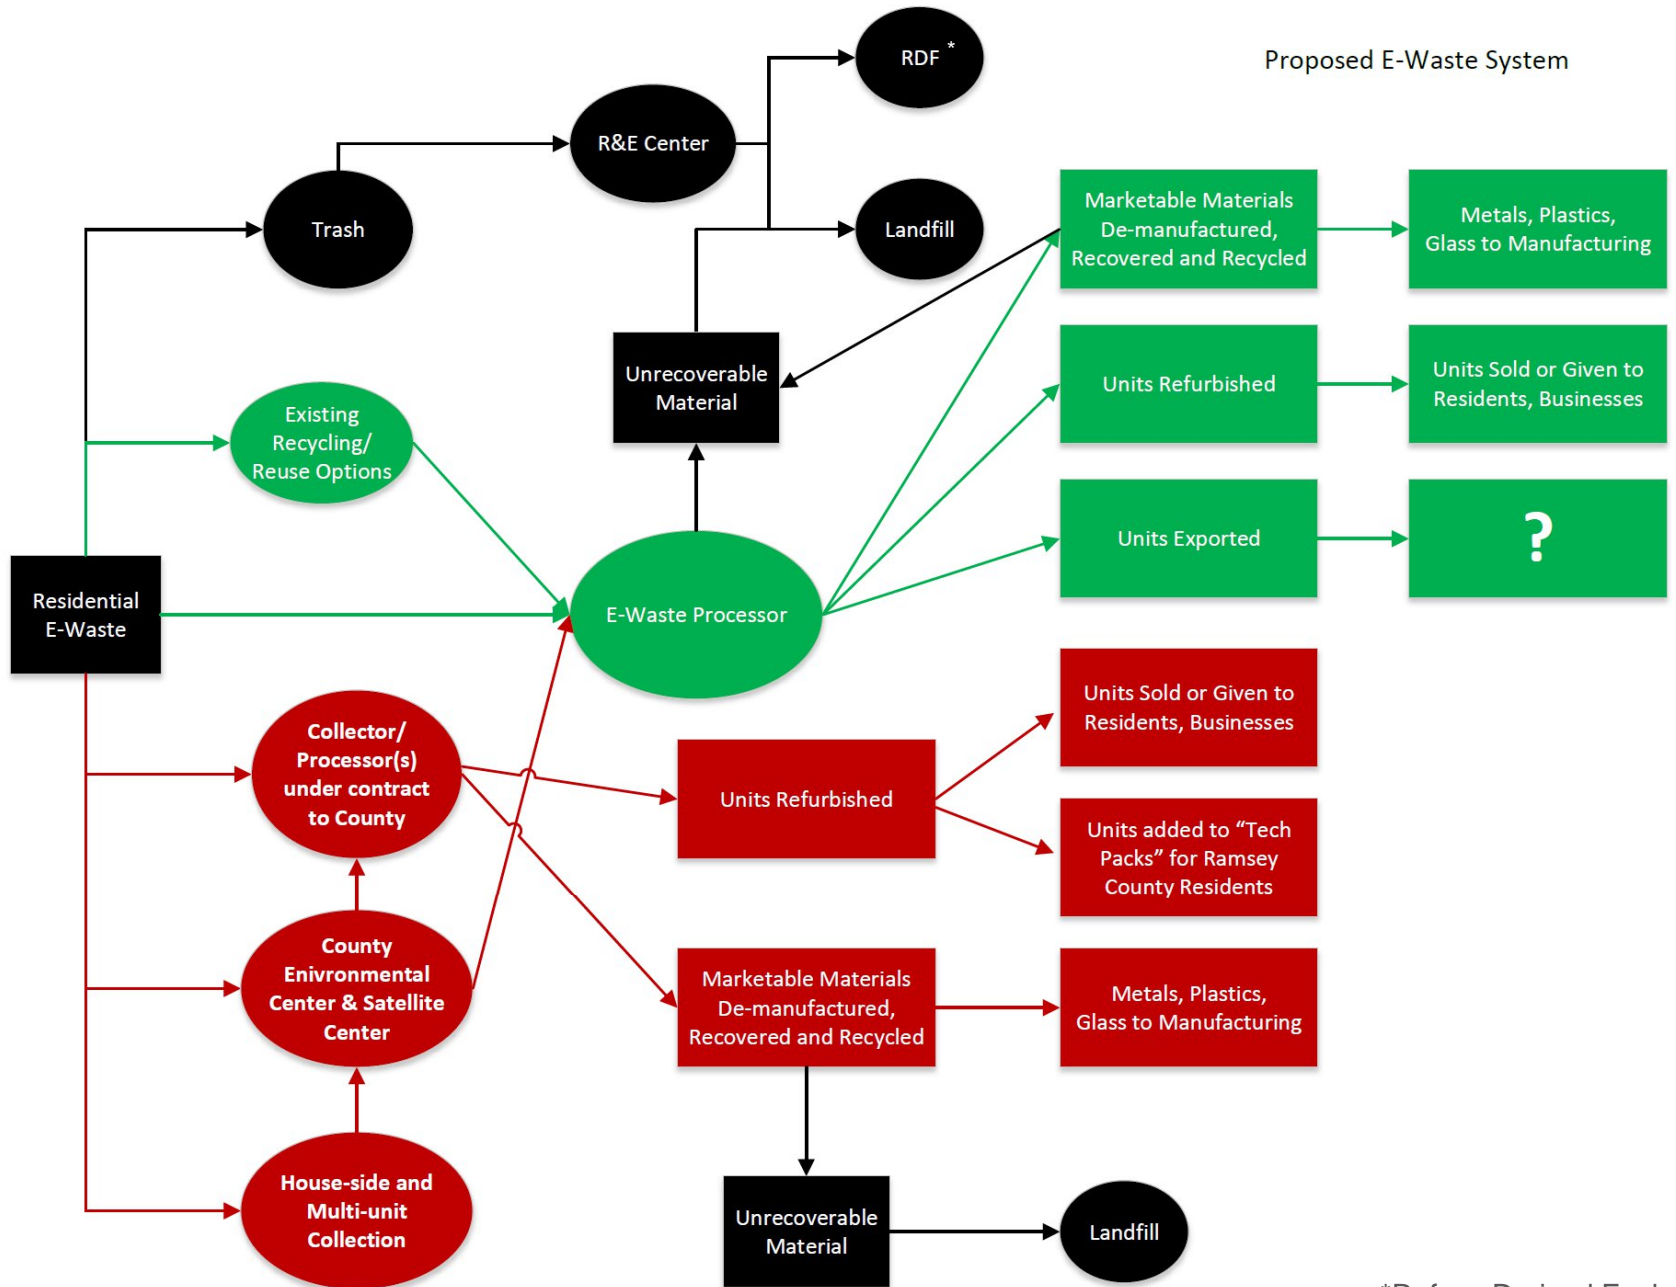 Proposed E-Waste System
RDF *
R&E Center
Trash
Landfill
Marketable Materials
De-manufactured,
Recovered and Recycled
Metals, Plastics,
Glass to Manufacturing
Unrecoverable
Material
Units Refurbished
Units Sold or Given to
Residents, Businesses
Existing
Recycling/
Reuse Options
Units Exported
?
Residential
E-Waste
E-Waste Processor
Collector/
Processor(s)
under contract
to County
Units Refurbished
Units Sold or Given to
Residents, Businesses
Units added to “Tech
Packs” for Ramsey
County Residents
County
Enivronmental
Center & Satellite
Center
Marketable Materials
De-manufactured,
Recovered and Recycled
Metals, Plastics,
Glass to Manufacturing
House-side and
Multi-unit
Collection
Unrecoverable
Material
Landfill